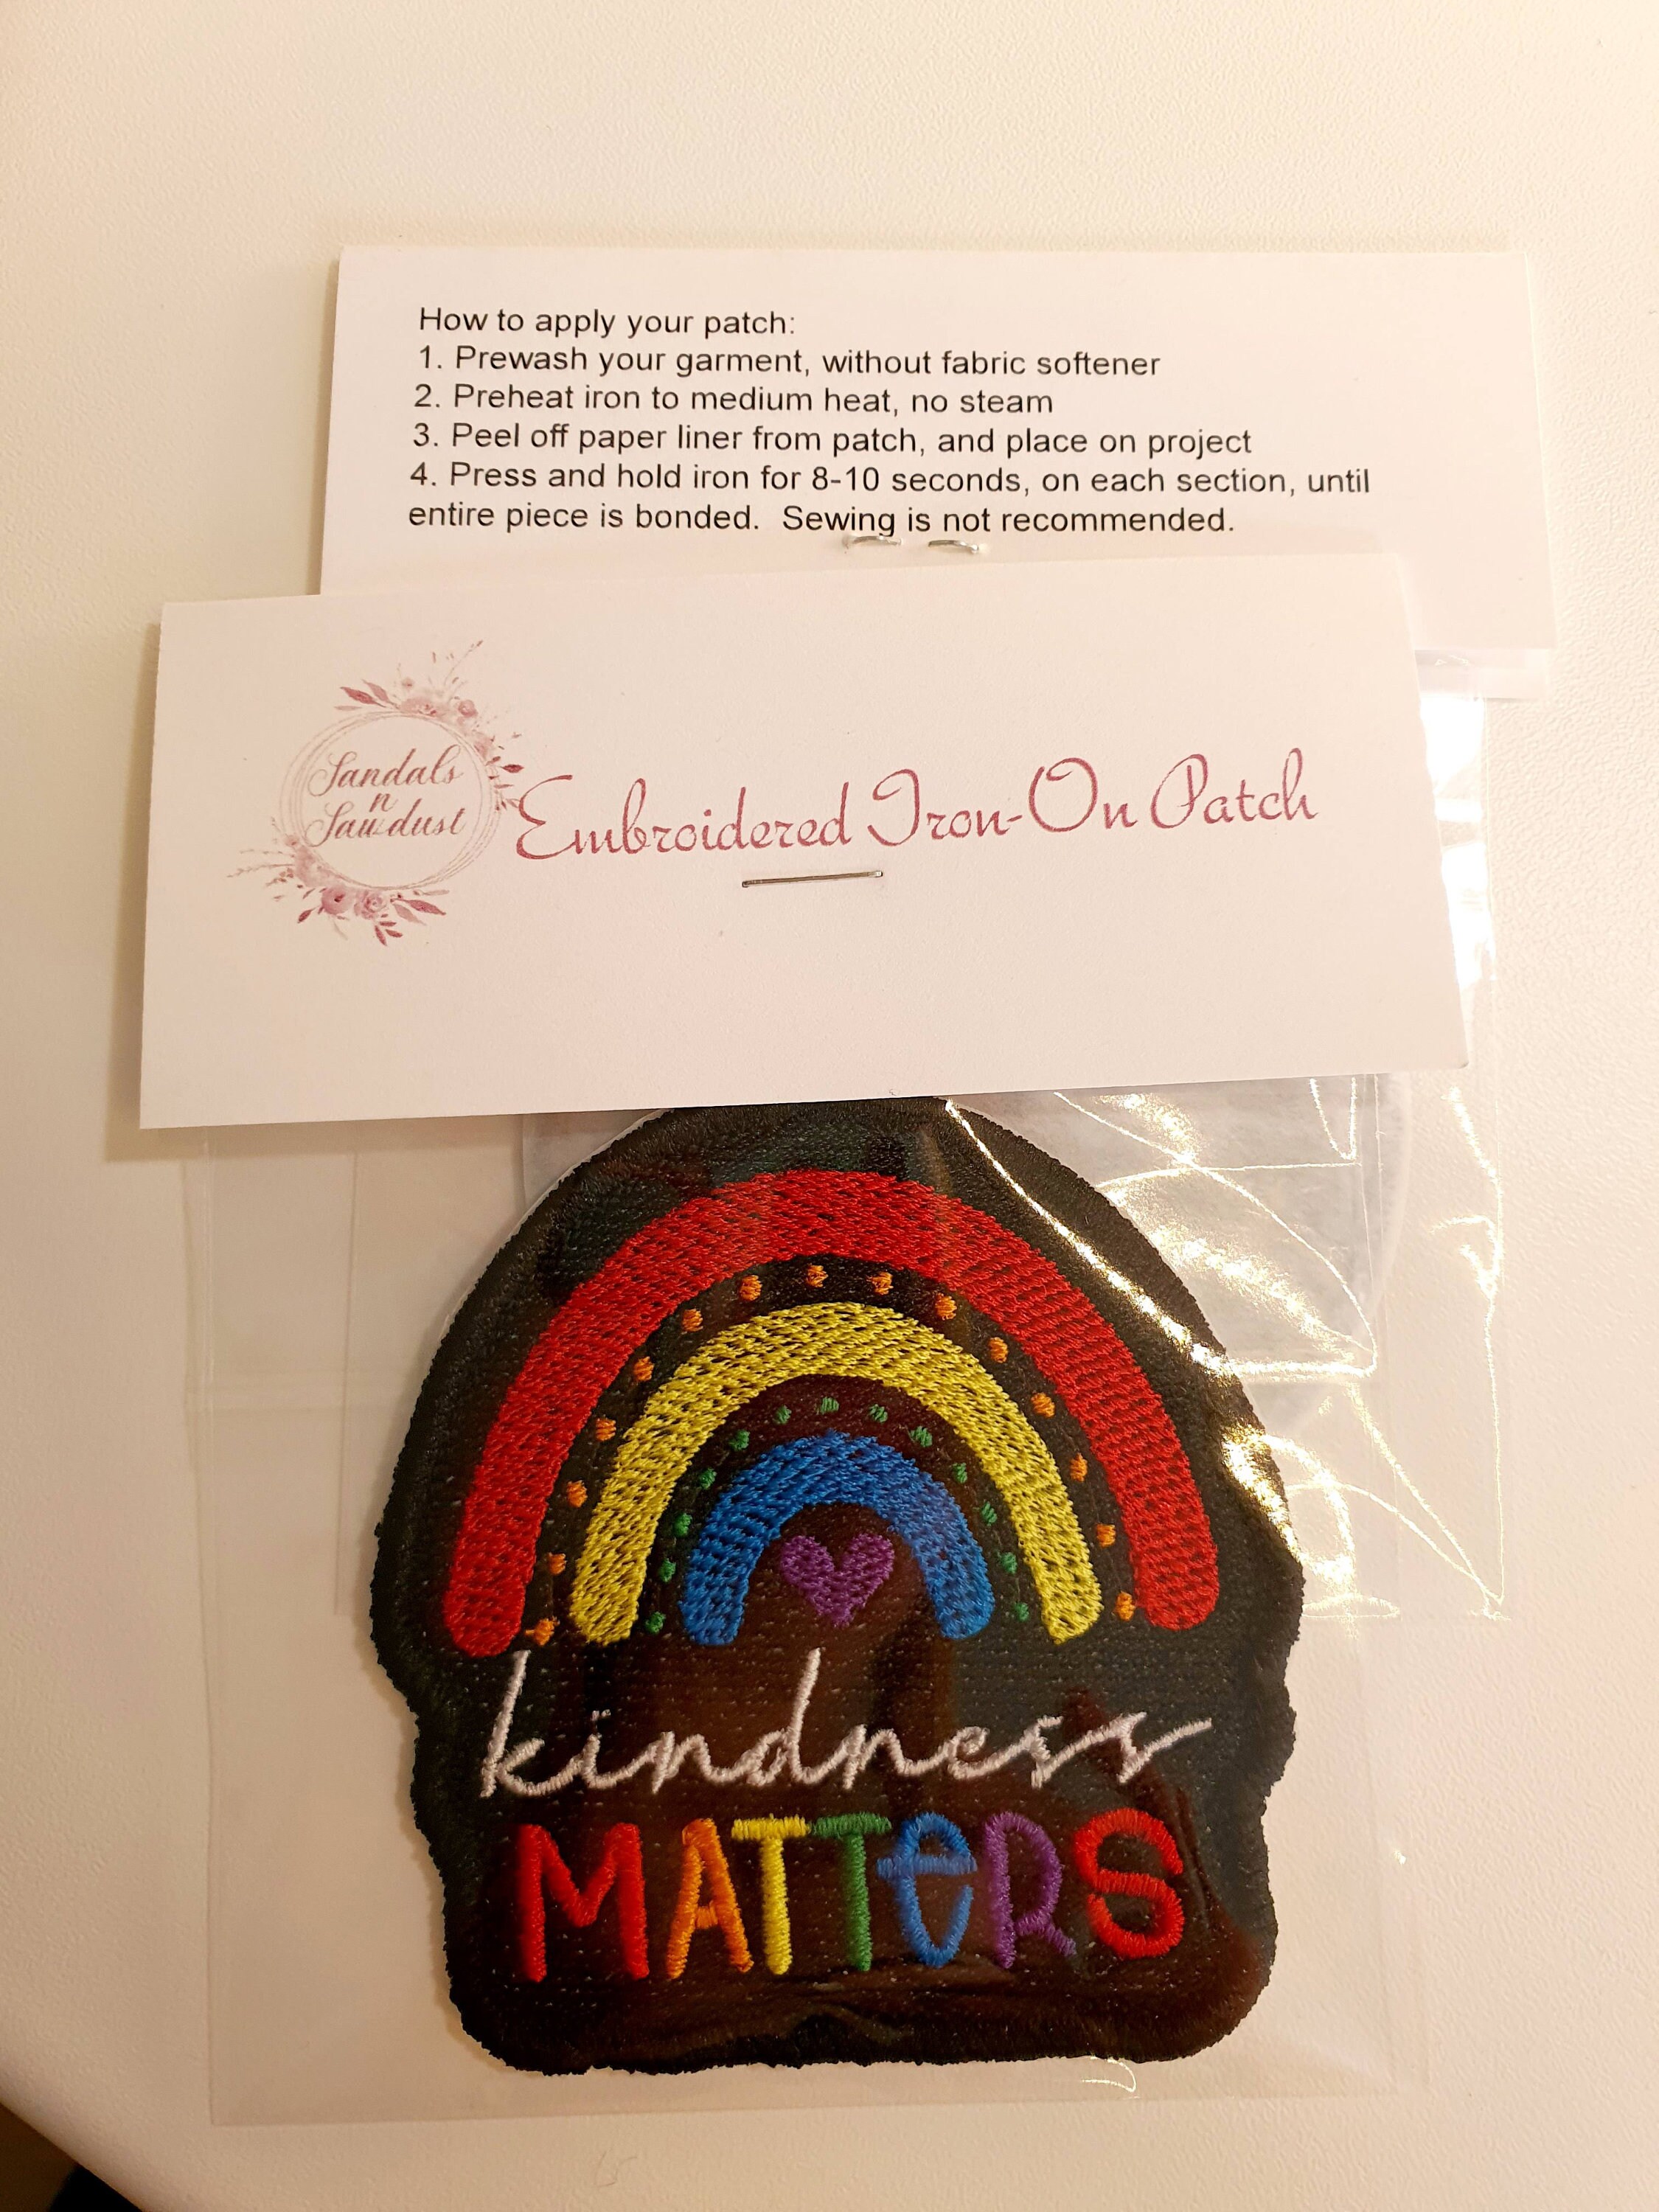 How to apply your patch:
1. Prewash your garment, without fabric softener
2. Preheat iron to medium heat, no steam
3. Peel off paper liner from patch, and place on project
4. Press and hold iron for 8-10 seconds, on each section, until
entire piece is bonded.  Sewing is not recommended.
Sandals
n
Sawdust
Embroidered Iron-On Patch
kindness
MATTeRS